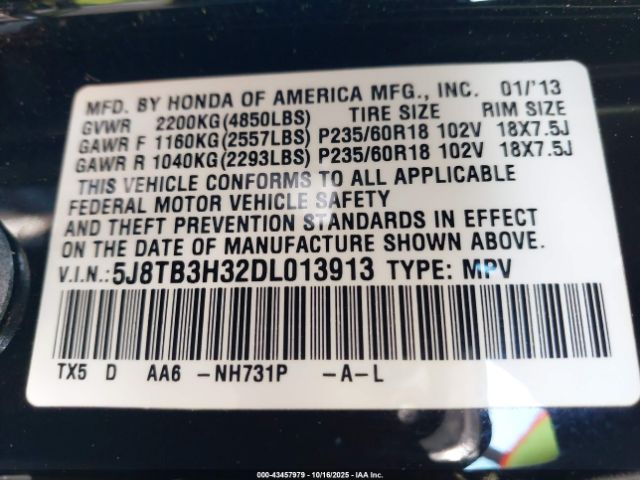 MFD. BY HONDA OF AMERICA MFG., INC. 01/'13
GVWR 2200KG(4850LBS) TIRE SIZE RIM SIZE
GAWR F 1160KG(2557LBS) P235/60R18 102V 18X7.5J
GAWR R 1040KG(2293LBS) P235/60R18 102V 18X7.5J
THIS VEHICLE CONFORMS TO ALL APPLICABLE
FEDERAL MOTOR VEHICLE SAFETY
AND THEFT PREVENTION STANDARDS IN EFFECT
ON THE DATE OF MANUFACTURE SHOWN ABOVE.
V.I.N.: 5J8TB3H32DL013913 TYPE: MPV
TX5 D AA6 -NH731P -A-L
000-43457979 - 10/16/2025 - IAA Inc.